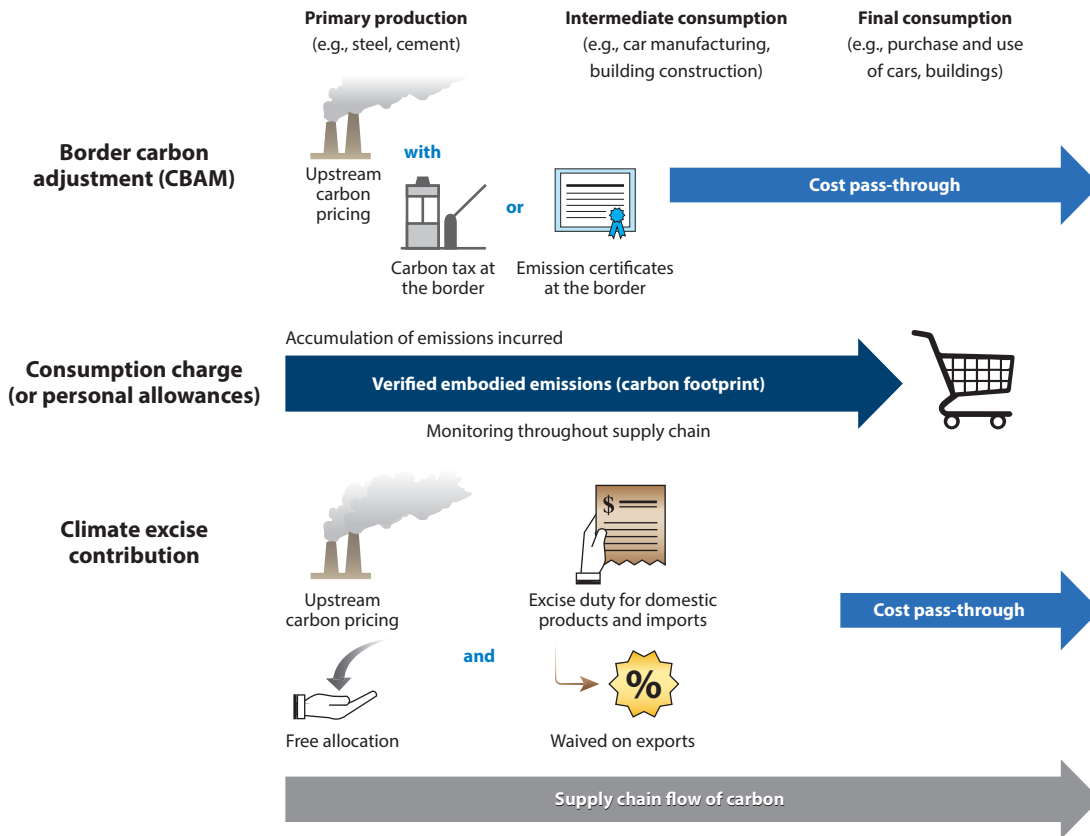 Primary production
(e.g., steel, cement)
Intermediate consumption
(e.g., car manufacturing,
building construction)
Final consumption
(e.g., purchase and use
of cars, buildings)
Border carbon
adjustment (CBAM)
Upstream
carbon
pricing
with
Carbon tax at
the border
or
Emission certificates
at the border
Cost pass-through
Consumption charge
(or personal allowances)
Accumulation of emissions incurred
Verified embodied emissions (carbon footprint)
Monitoring throughout supply chain
Climate excise
contribution
Upstream
carbon pricing
Free allocation
and
$
Excise duty for domestic
products and imports
%
Waived on exports
Cost pass-through
Supply chain flow of carbon